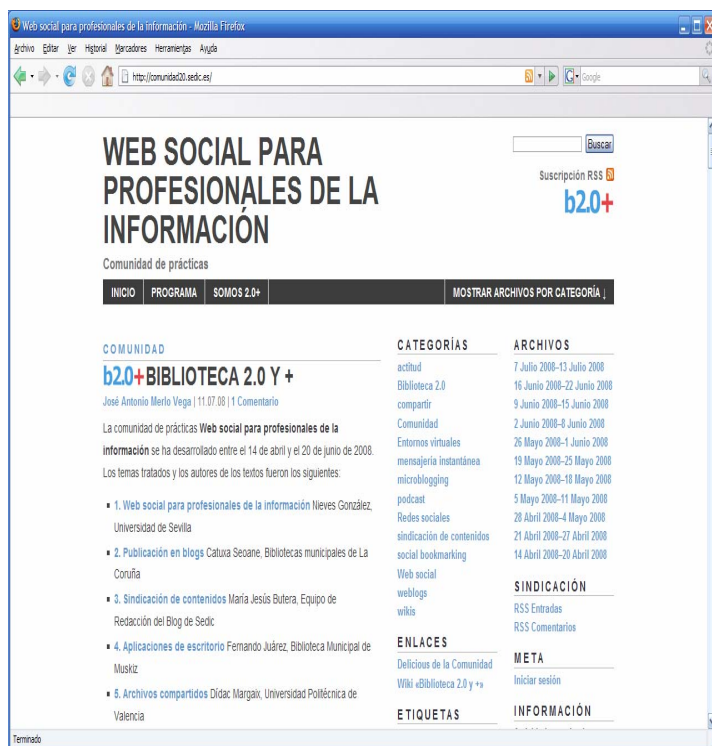 Web social para profesionales de la información - Mozilla Firefox
Archivo Editar Ver Historial Marcadores Herramientas Ayuda
http://comunidad20.sedic.es/
Google
WEB SOCIAL PARA
PROFESIONALES DE LA
INFORMACIÓN
Comunidad de prácticas
Buscar
Suscripción RSS
b2.0+
INICIO PROGRAMA SOMOS 2.0+ MOSTRAR ARCHIVOS POR CATEGORÍA ↓
COMUNIDAD
b2.0+BIBLIOTECA 2.0 Y +
José Antonio Merlo Vega | 11.07.08 | 1 Comentario
La comunidad de prácticas Web social para profesionales de la
información se ha desarrollado entre el 14 de abril y el 20 de junio de 2008.
Los temas tratados y los autores de los textos fueron los siguientes:
1. Web social para profesionales de la información Nieves González,
Universidad de Sevilla
2. Publicación en blogs Catuxa Seoane, Bibliotecas municipales de La
Coruña
3. Sindicación de contenidos María Jesús Butera, Equipo de
Redacción del Blog de Sedic
4. Aplicaciones de escritorio Fernando Juárez, Biblioteca Municipal de
Muskiz
5. Archivos compartidos Dídac Margaix, Universidad Politécnica de
Valencia
CATEGORÍAS
actitud
Biblioteca 2.0
compartir
Comunidad
Entornos virtuales
mensajeria instantánea
microblogging
podcast
Redes sociales
sindicación de contenidos
social bookmarking
Web social
weblogs
wikis
ENLACES
Delicious de la Comunidad
Wiki «Biblioteca 2.0 y +»
ETIQUETAS
ARCHIVOS
7 Julio 2008–13 Julio 2008
16 Junio 2008–22 Junio 2008
9 Junio 2008–15 Junio 2008
2 Junio 2008–8 Junio 2008
26 Mayo 2008–1 Junio 2008
19 Mayo 2008–25 Mayo 2008
12 Mayo 2008–18 Mayo 2008
5 Mayo 2008–11 Mayo 2008
28 Abril 2008–4 Mayo 2008
21 Abril 2008–27 Abril 2008
14 Abril 2008–20 Abril 2008
SINDICACIÓN
RSS Entradas
RSS Comentarios
META
Iniciar sesión
INFORMACIÓN
Terminado